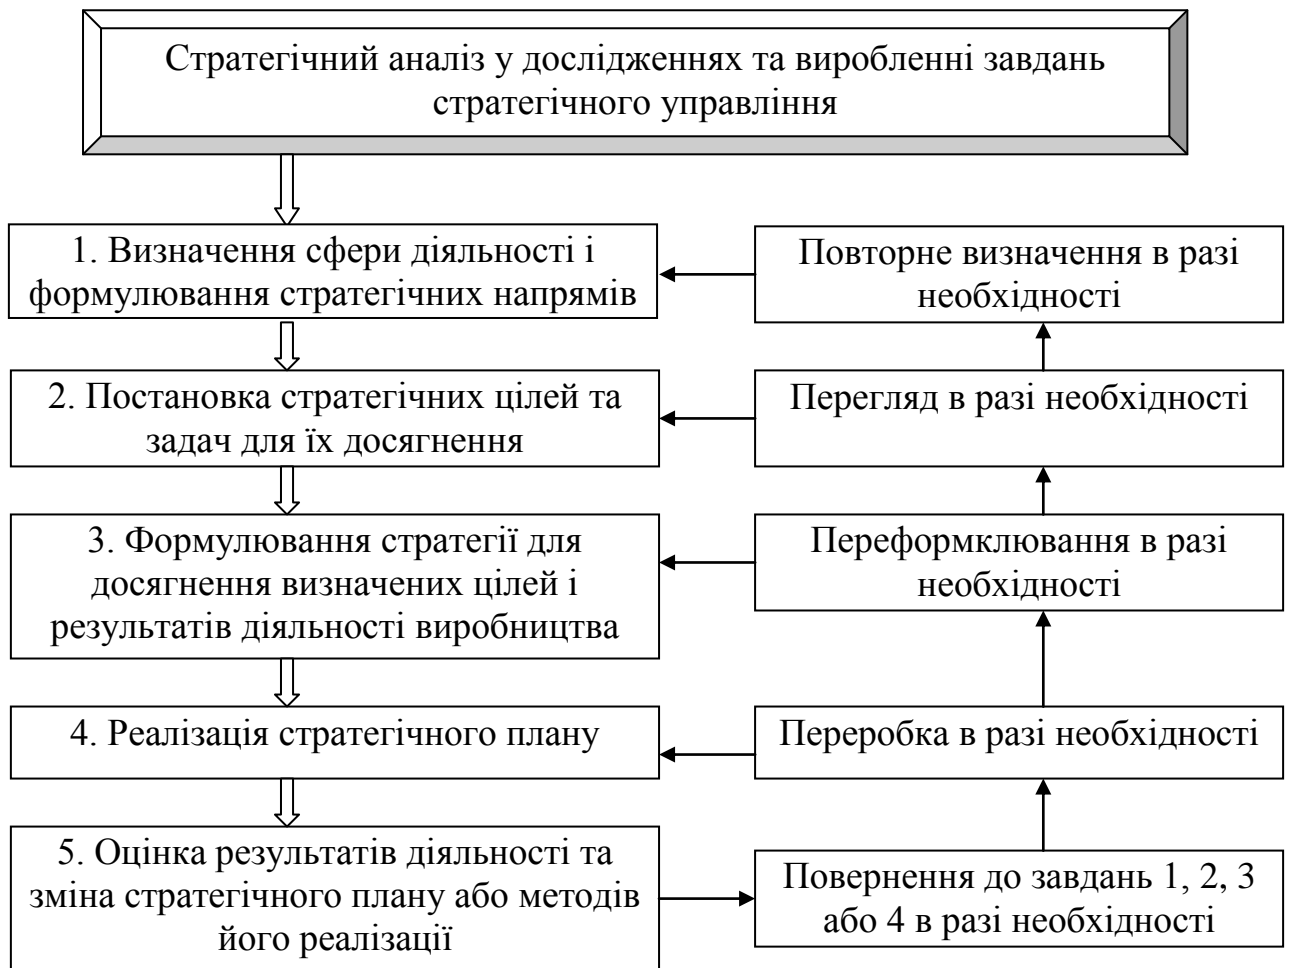 Стратегічний аналіз у дослідженнях та виробленні завдань
стратегічного управління
1. Визначення сфери діяльності і
формулювання стратегічних напрямів
Повторне визначення в разі
необхідності
2. Постановка стратегічних цілей та
задач для їх досягнення
Перегляд в разі необхідності
3. Формулювання стратегії для
досягнення визначених цілей і
результатів діяльності виробництва
Переформклювання в разі
необхідності
4. Реалізація стратегічного плану
Переробка в разі необхідності
5. Оцінка результатів діяльності та
зміна стратегічного плану або методів
його реалізації
Повернення до завдань 1, 2, 3
або 4 в разі необхідності